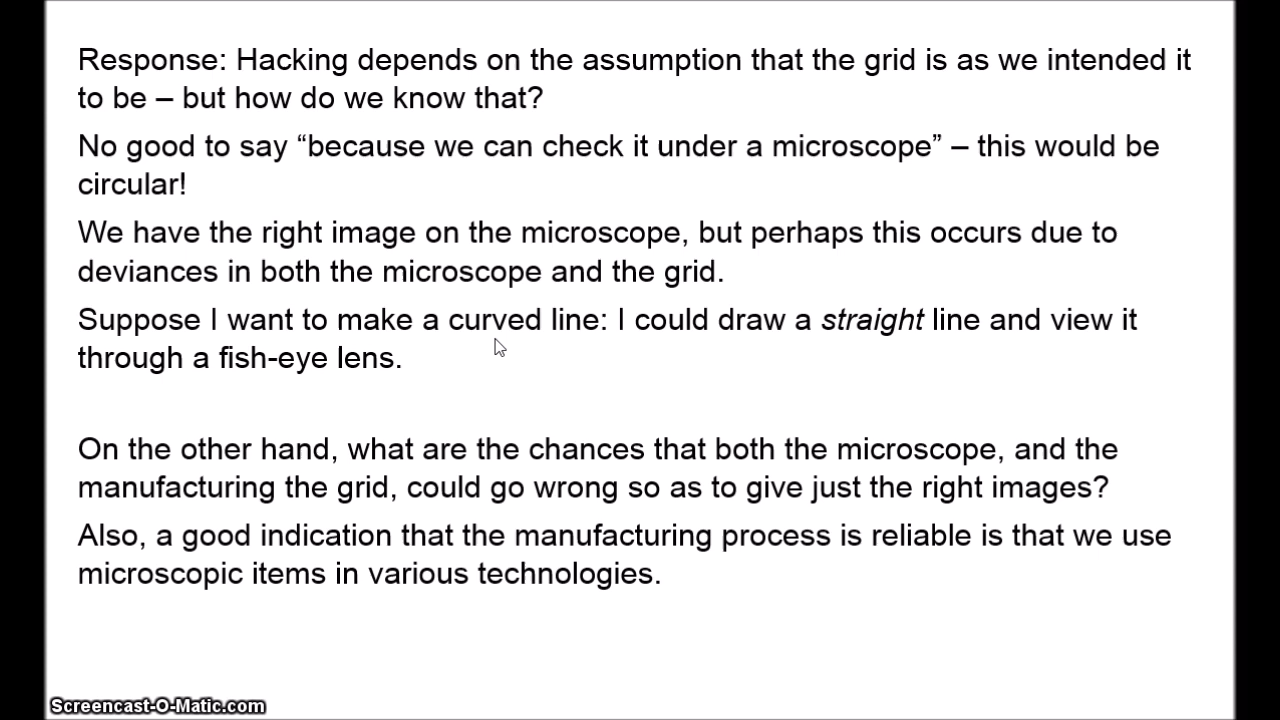 Response: Hacking depends on the assumption that the grid is as we intended it
to be – but how do we know that?
No good to say “because we can check it under a microscope” – this would be
circular!
We have the right image on the microscope, but perhaps this occurs due to
deviances in both the microscope and the grid.
Suppose I want to make a curved line: I could draw a straight line and view it
through a fish-eye lens.
On the other hand, what are the chances that both the microscope, and the
manufacturing the grid, could go wrong so as to give just the right images?
Also, a good indication that the manufacturing process is reliable is that we use
microscopic items in various technologies.
Screencast-O-Matic.com